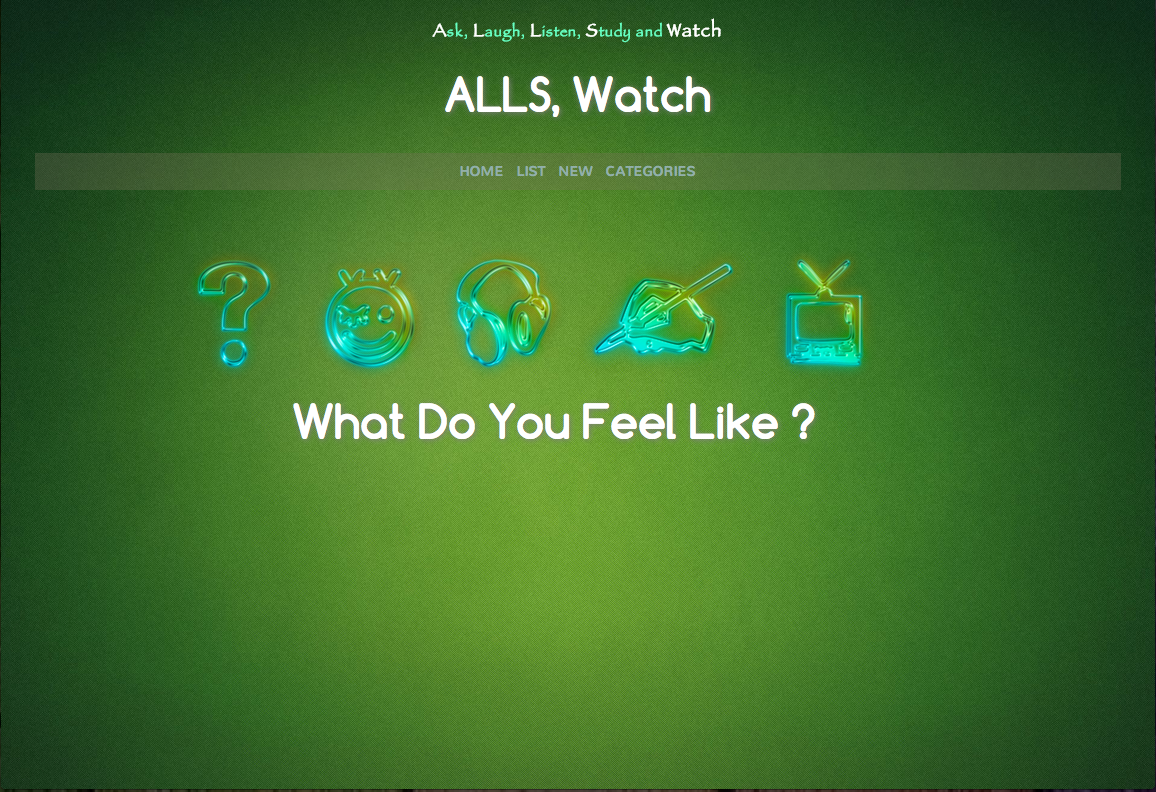 Ask, Laugh, Listen, Study and Watch
ALLS, Watch
HOME LIST NEW CATEGORIES
What Do You Feel Like ?